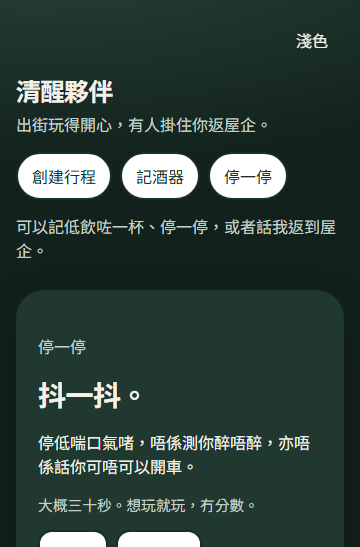 淺色
清醒夥伴
出街玩得開心，有人掛住你返屋企。
創建行程
記酒器
停一停
可以記低飲咗一杯、停一停，或者話我返到屋
企。
停一停
抖一抖。
停低喘口氣啫，唔係測你醉唔醉，亦唔
係話你可唔可以開車。
大概三十秒。想玩就玩，冇分數。